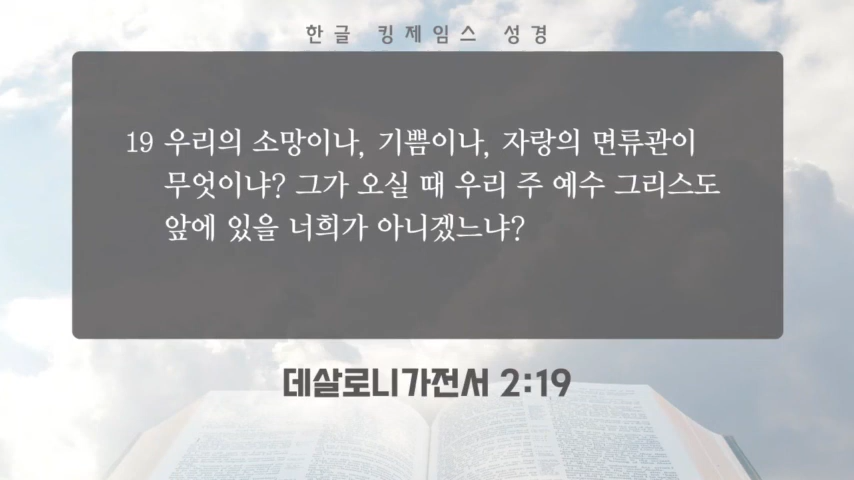 한글 킹제임스 성경
19 우리의 소망이나, 기쁨이나, 자랑의 면류관이
무엇이냐? 그가 오실 때 우리 주 예수 그리스도
앞에 있을 너희가 아니겠느냐?
데살로니가전서 2:19